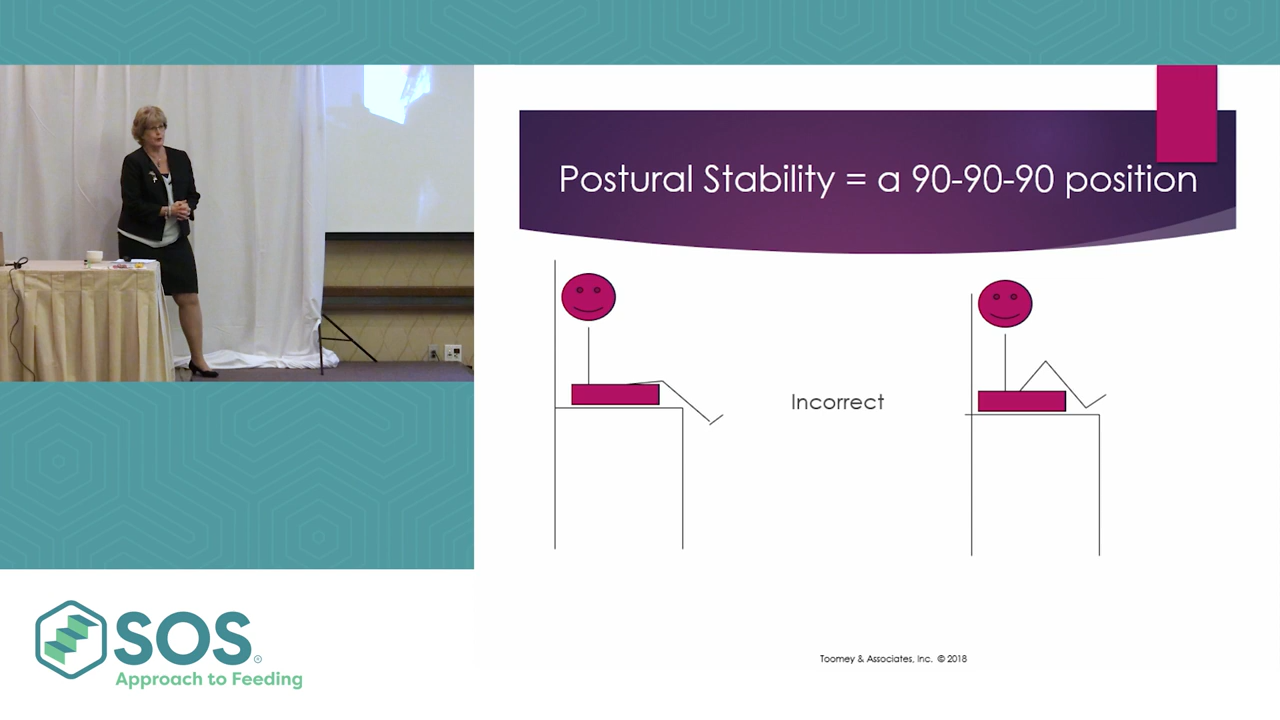 Postural Stability = a 90-90-90 position
Incorrect
Toomey & Associates, Inc. © 2018
SOS®
Approach to Feeding